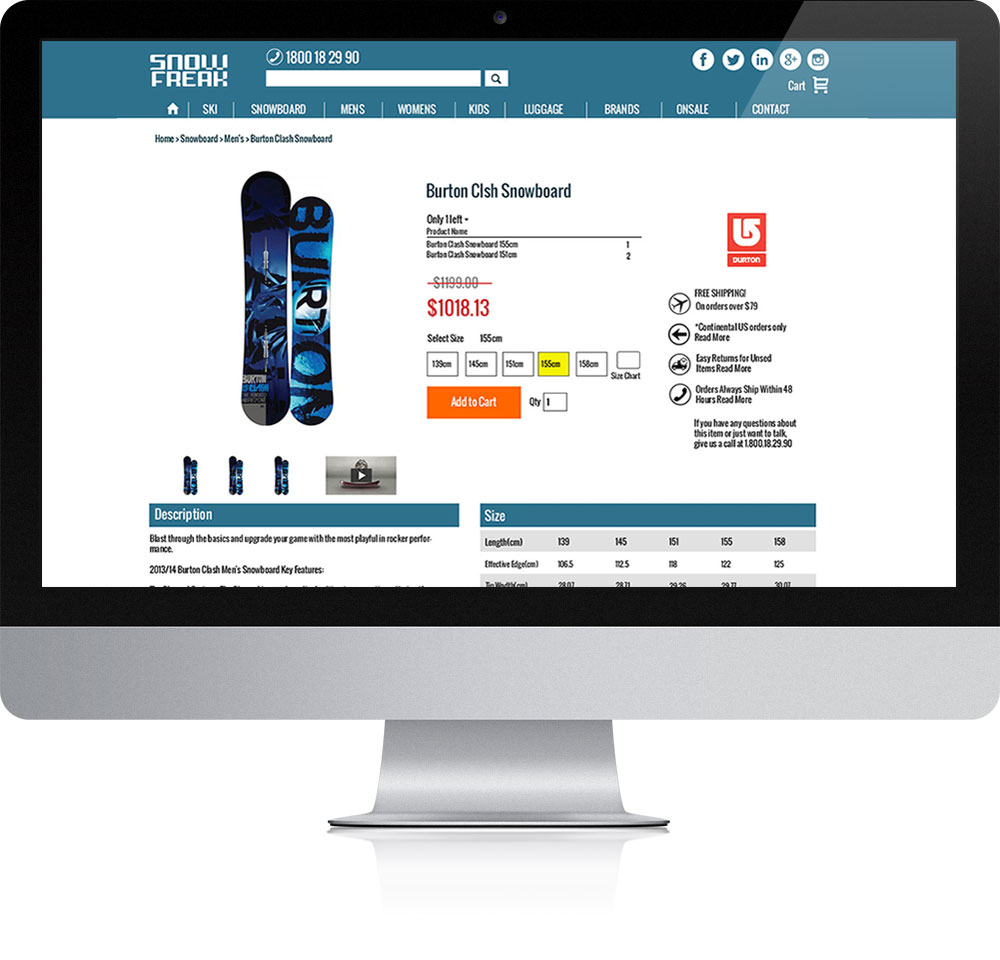 SNOW
FREAK
1800 18 29 90
Cart
SKI SNOWBOARD MENS WOMENS KIDS LUGGAGE BRANDS ONSALE CONTACT
Home > Snowboard > Men's > Burton Clash Snowboard
BURTON
BURTON
Burton Clsh Snowboard
Only 1 left
Product Name
Burton Clash Snowboard 155cm 1
Burton Clash Snowboard 151cm 2
$1199.00
$1018.13
Select Size 155cm
139cm 145cm 151cm 155cm 158cm
Size Chart
Add to Cart Qty 1
BURTON
FREE SHIPPING!
On orders over $79
*Continental US orders only
Read More
Easy Returns for Unsed
Items Read More
Orders Always Ship Within 48
Hours Read More
If you have any questions about
this item or just want to talk,
give us a call at 1.800.18.29.90
Description
Blast through the basics and upgrade your game with the most playful in rocker perfor-
mance.
2013/14 Burton Clash Men's Snowboard Key Features:
Size
Length(cm) 139 145 151 155 158
Effective Edge(cm) 106.5 112.5 118 122 125
Tip Wadth(cm) 28.07 28.71 29.26 29.77 30.07